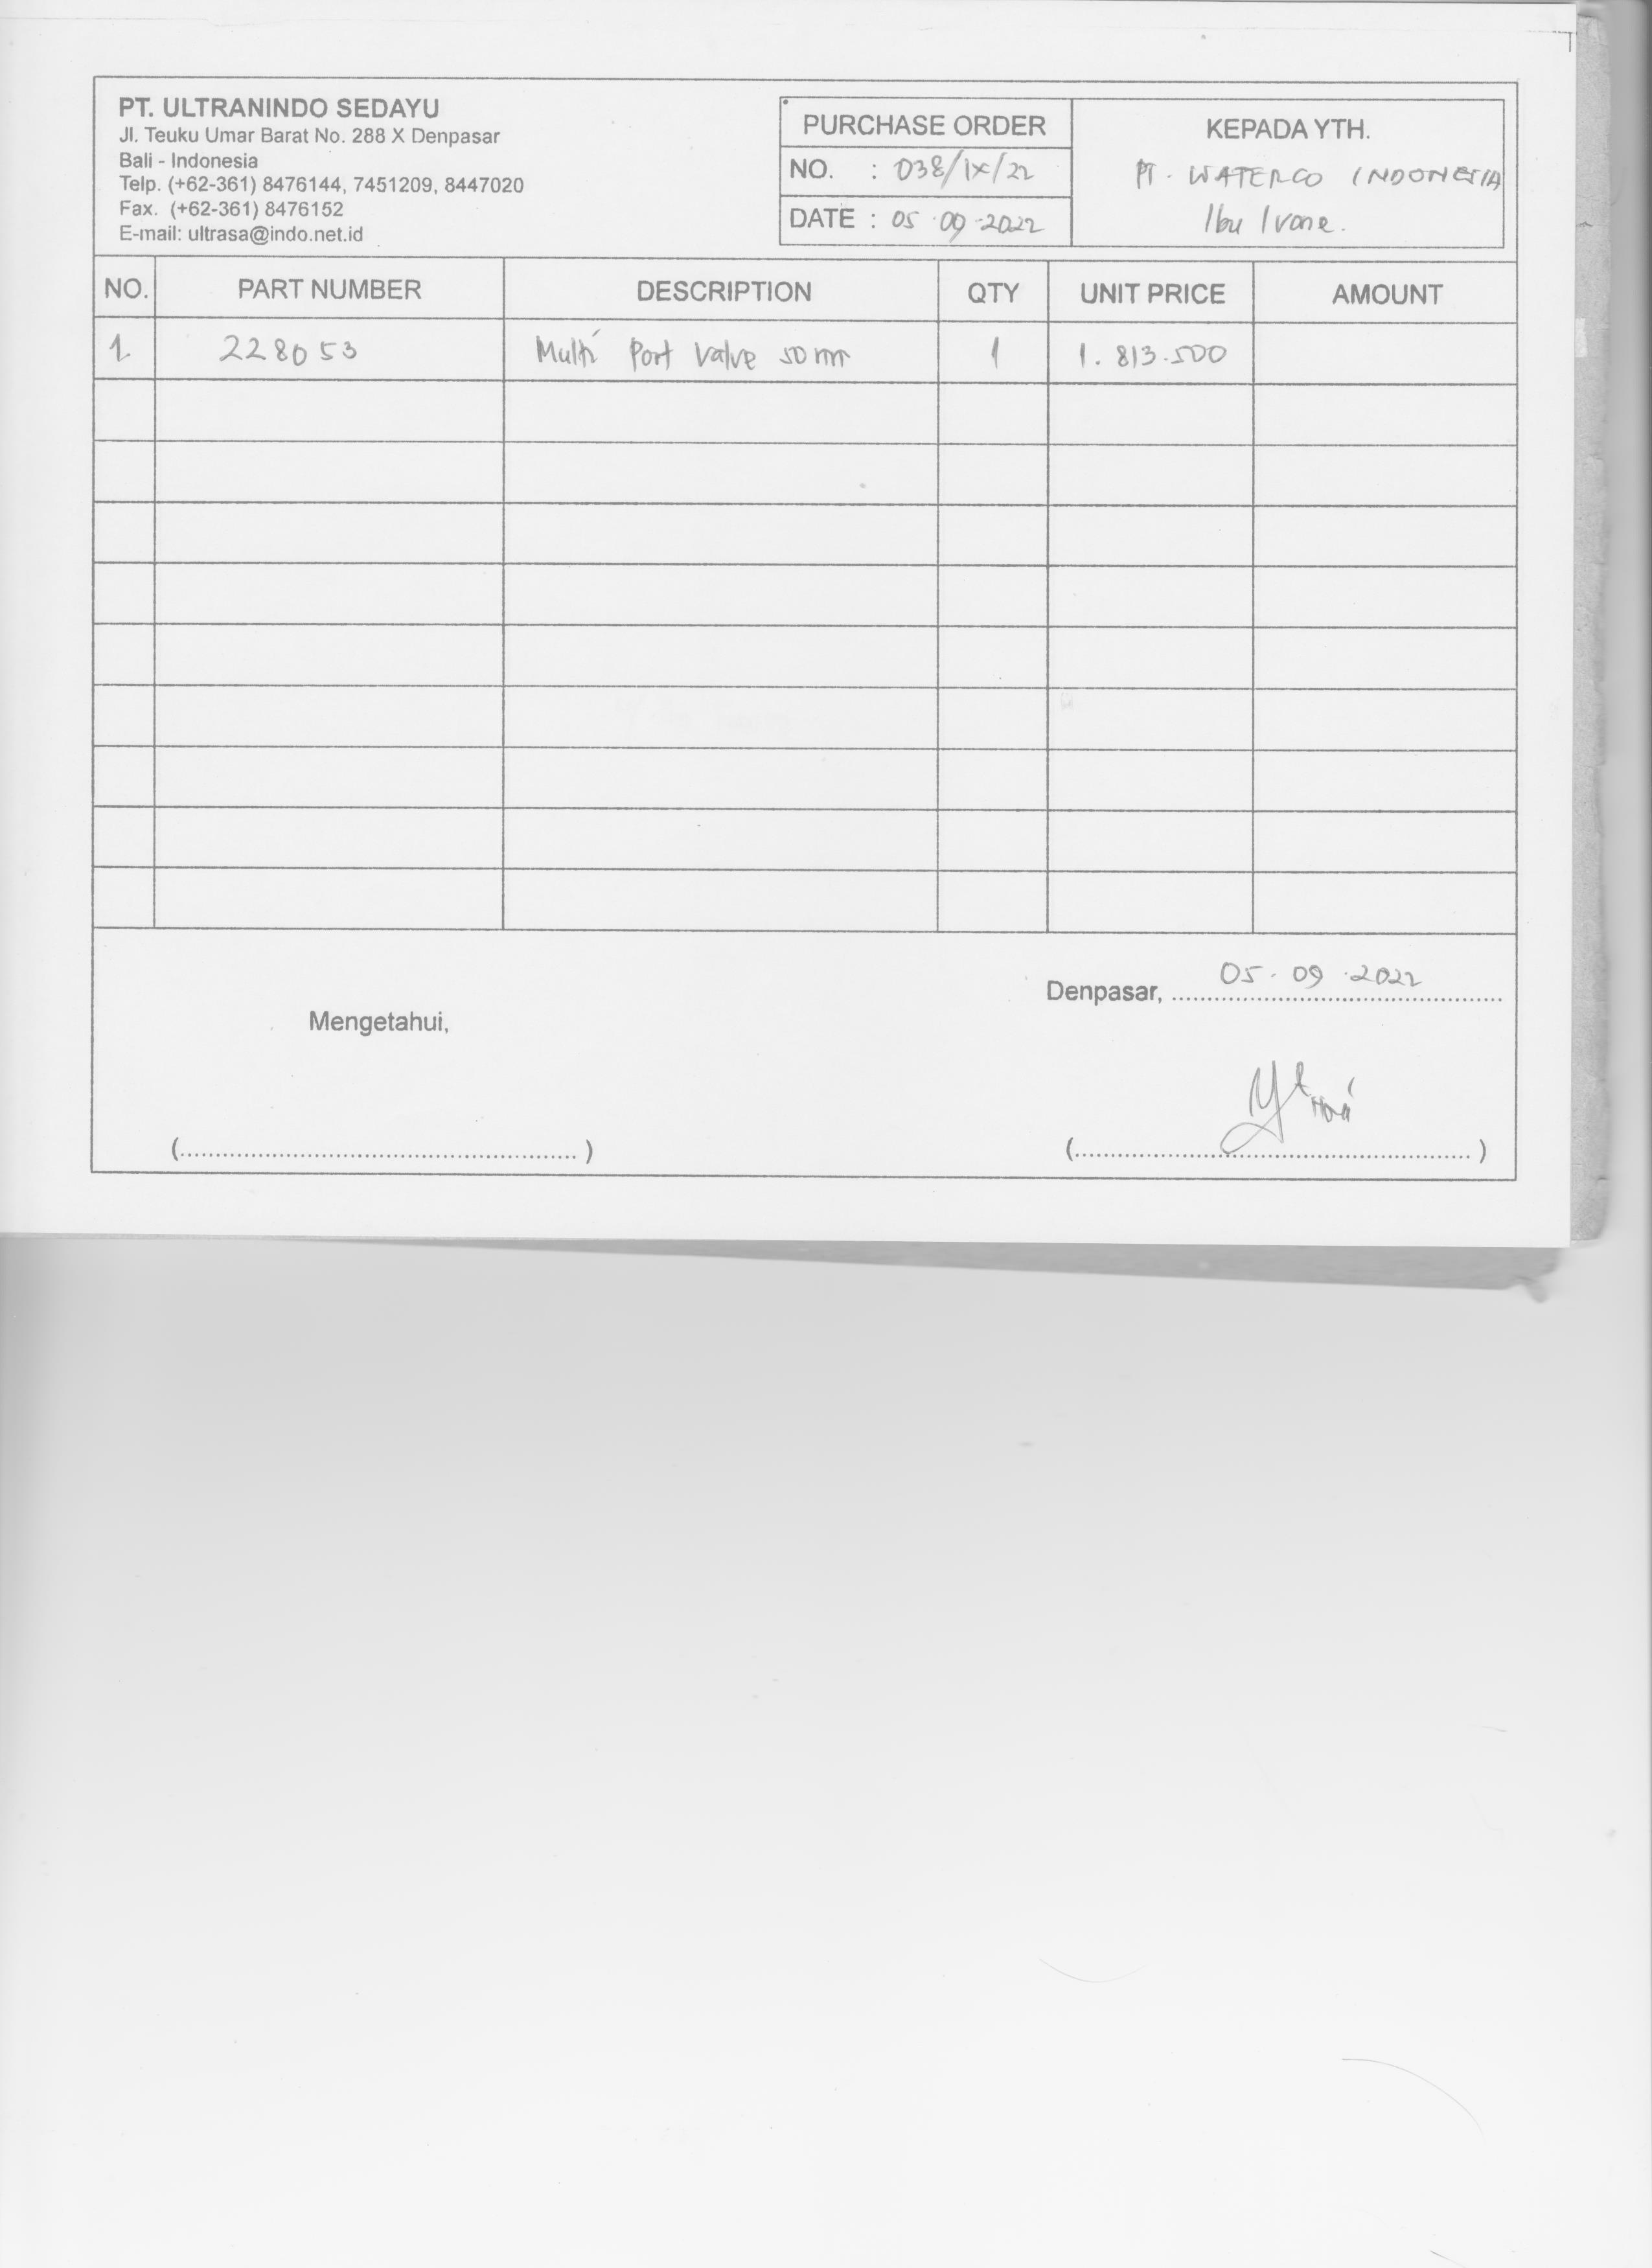 PT. ULTRANINDO SEDAYU
Jl. Teuku Umar Barat No. 288 X Denpasar
Bali - Indonesia
Telp. (+62-361) 8476144, 7451209, 8447020
Fax. (+62-361) 8476152
E-mail: ultrasa@indo.net.id
PURCHASE ORDER
NO. : 038/IX/22
DATE : 05-09-2022
KEPADA YTH.
PT. WATERCO INDONESIA
Ibu Ivone.
NO. PART NUMBER DESCRIPTION QTY UNIT PRICE AMOUNT
1. 228053 Multi Port Valve 50 mm 1 1.813.500
Denpasar, 05-09-2022
Mengetahui,
(........................) (........................)